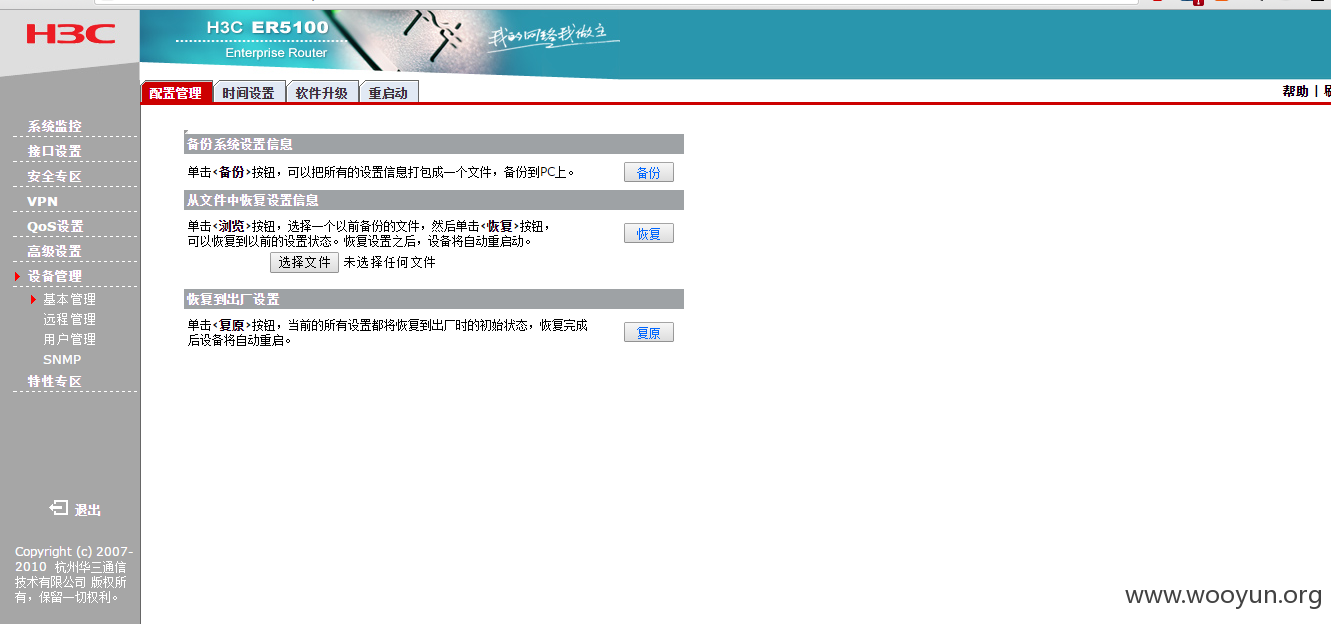 H3C
H3C ER5100
Enterprise Router
我的网络我做主
配置管理
时间设置
软件升级
重启动
帮助 |
系统监控
接口设置
安全专区
VPN
QoS设置
高级设置
设备管理
基本管理
远程管理
用户管理
SNMP
特性专区
退出
Copyright (c) 2007-
2010 杭州华三通信
技术有限公司 版权所
有，保留一切权利。
备份系统设置信息
单击<备份>按钮，可以把所有的设置信息打包成一个文件，备份到PC上。
备份
从文件中恢复设置信息
单击<浏览>按钮，选择一个以前备份的文件，然后单击<恢复>按钮，
可以恢复到以前的设置状态。恢复设置之后，设备将自动重启动。
恢复
选择文件 未选择任何文件
恢复到出厂设置
单击<复原>按钮，当前的所有设置都将恢复到出厂时的初始状态，恢复完成
后设备将自动重启。
复原
www.wooyun.org